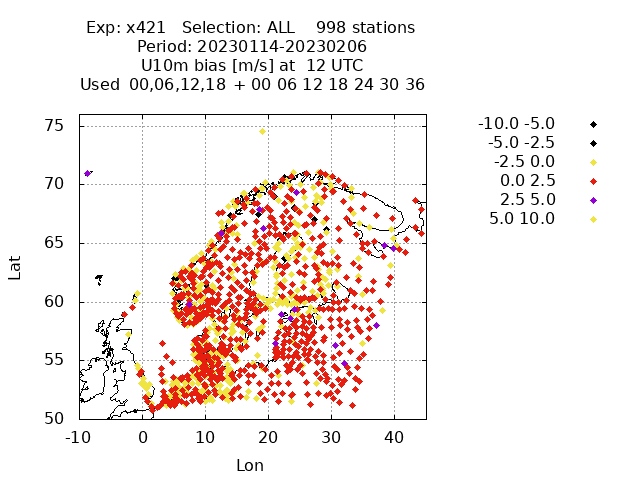 Exp: x421 Selection: ALL 998 stations
Period: 20230114-20230206
U10m bias [m/s] at 12 UTC
Used 00,06,12,18 + 00 06 12 18 24 30 36
-10.0 -5.0
-5.0 -2.5
-2.5 0.0
0.0 2.5
2.5 5.0
5.0 10.0
75
70
65
60
55
50
Lat
-10 0 10 20 30 40
Lon